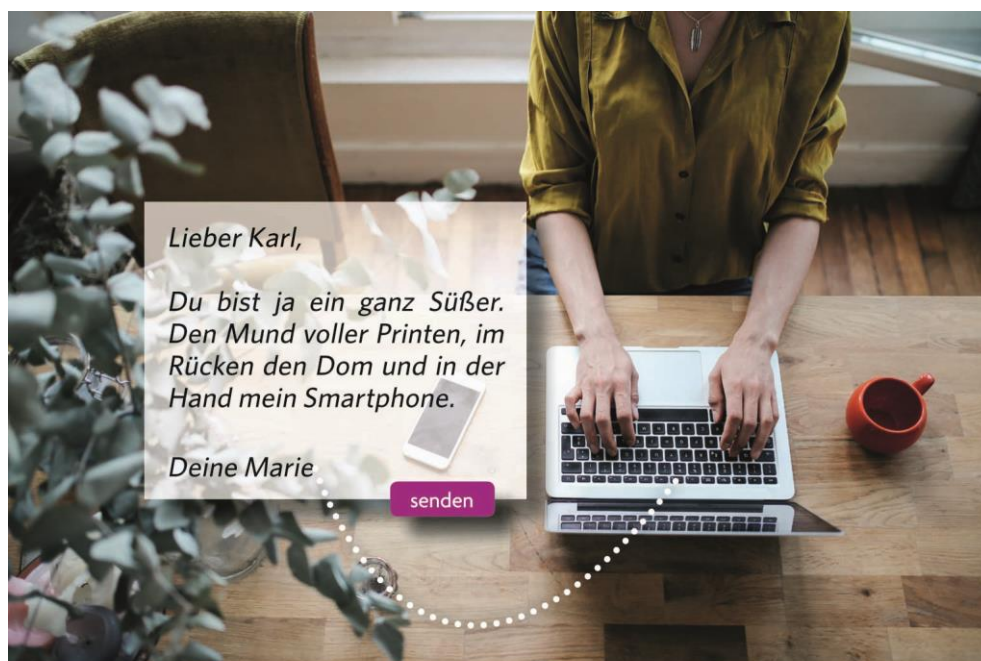 Lieber Karl,
Du bist ja ein ganz Süßer.
Den Mund voller Printen, im
Rücken den Dom und in der
Hand mein Smartphone.
Deine Marie
senden